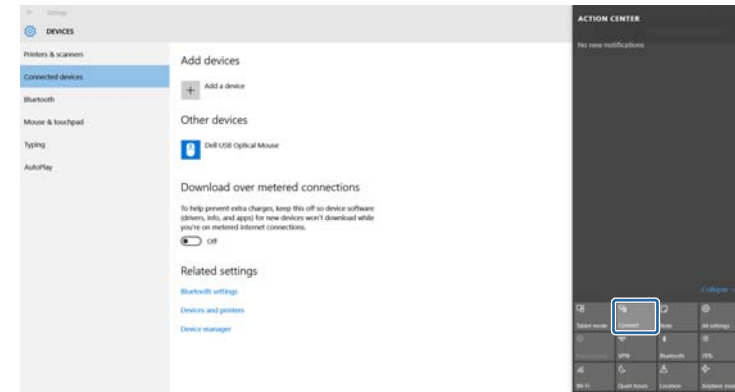 Settings
DEVICES
Printers & scanners
Connected devices
Bluetooth
Mouse & touchpad
Typing
AutoPlay
Add devices
Add a device
Other devices
Dell USB Optical Mouse
Download over metered connections
To help prevent extra charges, keep this off so device software
(drivers, info, and apps) for new devices won't download while
you're on metered Internet connections.
Off
Related settings
Bluetooth settings
Devices and printers
Device manager
ACTION CENTER
No new notifications
Collapse
Tablet mode
Connect
Note
All settings
VPN
Bluetooth
Wi-Fi
Quiet hours
Location
Airplane mode